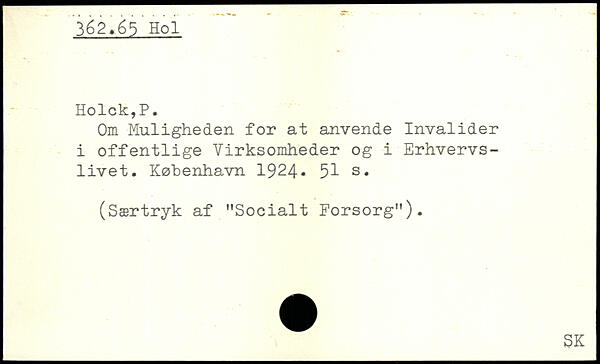 362.65 Hol
Holck,P.
Om Muligheden for at anvende Invalider
i offentlige Virksomheder og i Erhvervs-
livet. København 1924. 51 s.
(Særtryk af "Socialt Forsorg").
SK